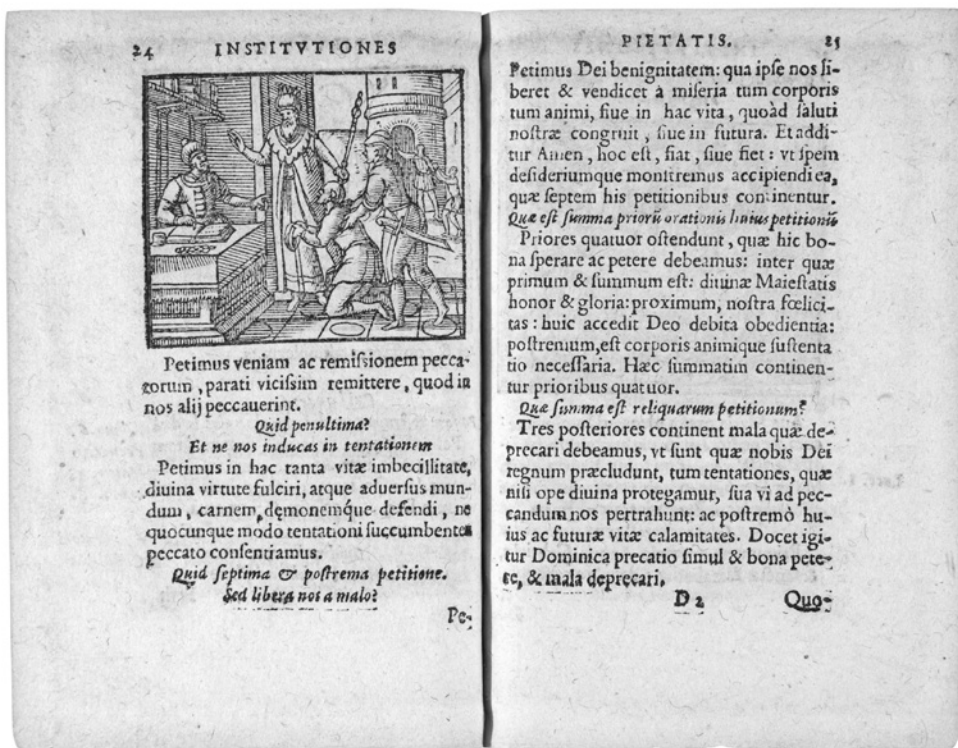 24 INSTITVTIONES
Petimus veniam ac remissionem pecca-
torum, parati vicissim remittere, quod in
nos alij peccauerint.
Quid penultima?
Et ne nos inducas in tentationem
Petimus in hac tanta vitæ imbecillitate,
diuina virtute fulciri, atque aduersus mun-
dum, carnem, dęmonemque defendi, ne
quocunque modo tentationi succumbentes
peccato consentiamus.
Quid septima & postrema petitione.
Sed libera nos a malo?
Pe-
PIETATIS. 25
Petimus Dei benignitatem: qua ipse nos li-
beret & vendicet à miseria tum corporis
tum animi, siue in hac vita, quoàd saluti
nostræ congruit, siue in futura. Et addi-
tur Amen, hoc est, fiat, siue fiet: vt spem
desideriumque monstremus accipiendi ea,
quæ septem his petitionibus continentur.
Quæ est summa priorũ orationis huius petitionũ
Priores quatuor ostendunt, quæ hic bo-
na sperare ac petere debeamus: inter quæ
primum & summum est: diuinæ Maiestatis
honor & gloria: proximum, nostra fœlici-
tas: huic accedit Deo debita obedientia:
postremum, est corporis animique sustenta
tio necessaria. Hæc summatim continen-
tur prioribus quatuor.
Quæ summa est reliquarum petitionum?
Tres posteriores continent mala quæ de-
precari debeamus, vt sunt quæ nobis Dei
regnum præcludunt, tum tentationes, quæ
nisi ope diuina protegamur, sua vi ad pec-
candum nos pertrahunt: ac postremò hu-
ius ac futuræ vitæ calamitates. Docet igi-
tur Dominica precatio simul & bona pete-
re, & mala deprecari,
D 2 Quo-